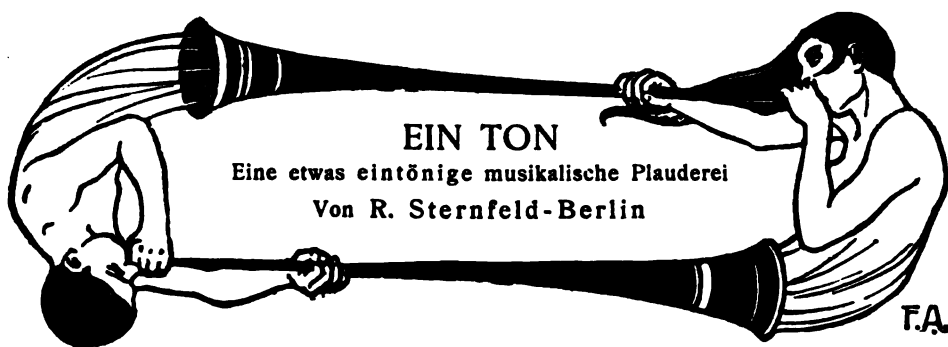 EIN TON
Eine etwas eintönige musikalische Plauderei
Von R. Sternfeld-Berlin
F.A.